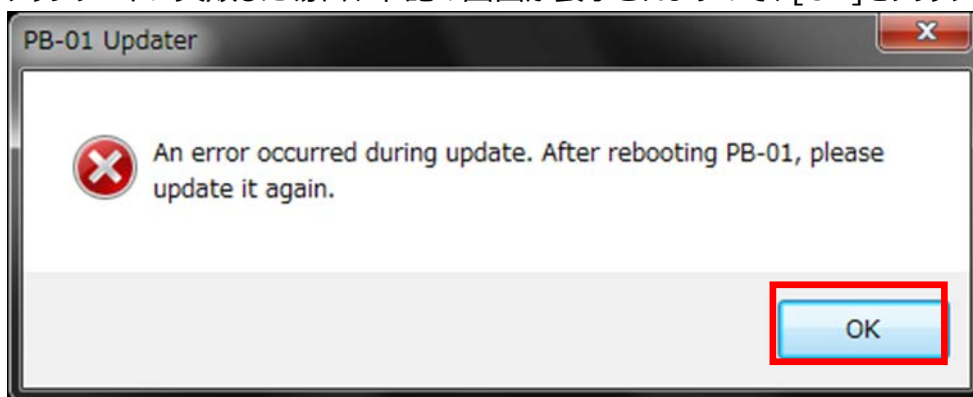 PB-01 Updater
An error occurred during update. After rebooting PB-01, please
update it again.
OK